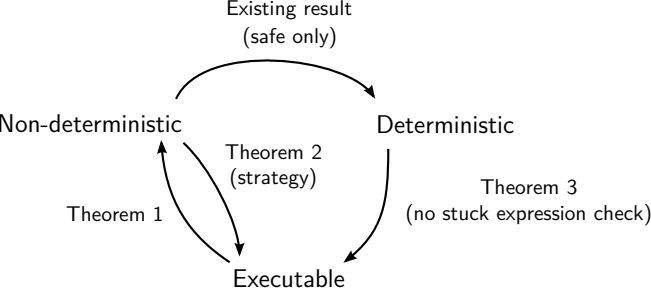 Existing result
(safe only)
Non-deterministic
Deterministic
Theorem 2
(strategy)
Theorem 3
(no stuck expression check)
Theorem 1
Executable